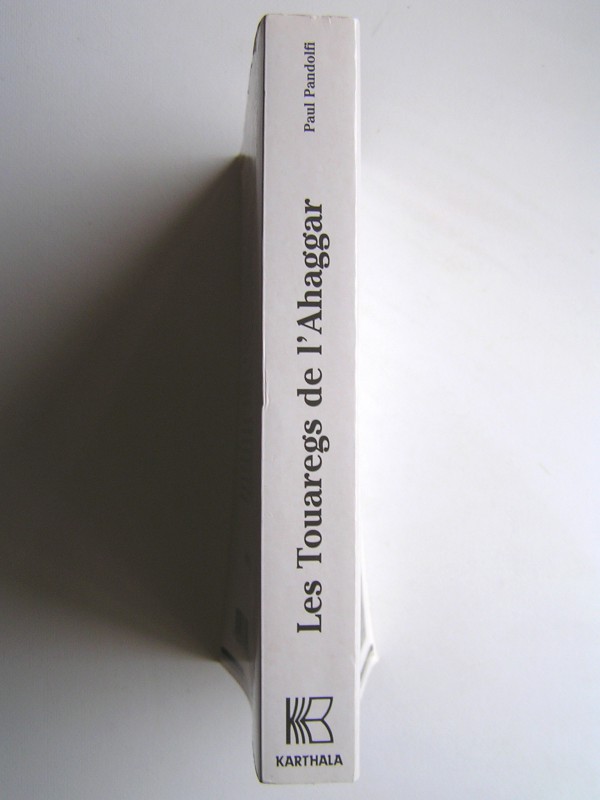 Paul Pandolfi
Les Touaregs de l'Ahaggar
KARTHALA